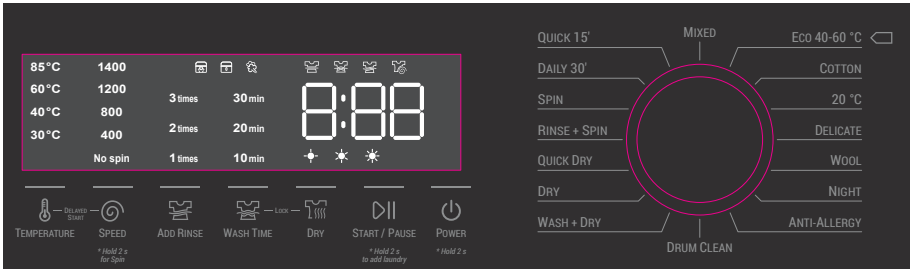 85°C 1400
60°C 1200
3 times 30 min
40°C 800
2 times 20 min
30°C 400
No spin 1 times 10 min
8:88
DELAYED START
LOCK
TEMPERATURE SPEED ADD RINSE WASH TIME DRY START / PAUSE POWER
* Hold 2 s
for Spin
* Hold 2 s
to add laundry
* Hold 2 s
MIXED
QUICK 15'
DAILY 30'
SPIN
RINSE + SPIN
QUICK DRY
DRY
WASH + DRY
DRUM CLEAN
ECO 40-60 °C
COTTON
20 °C
DELICATE
WOOL
NIGHT
ANTI-ALLERGY